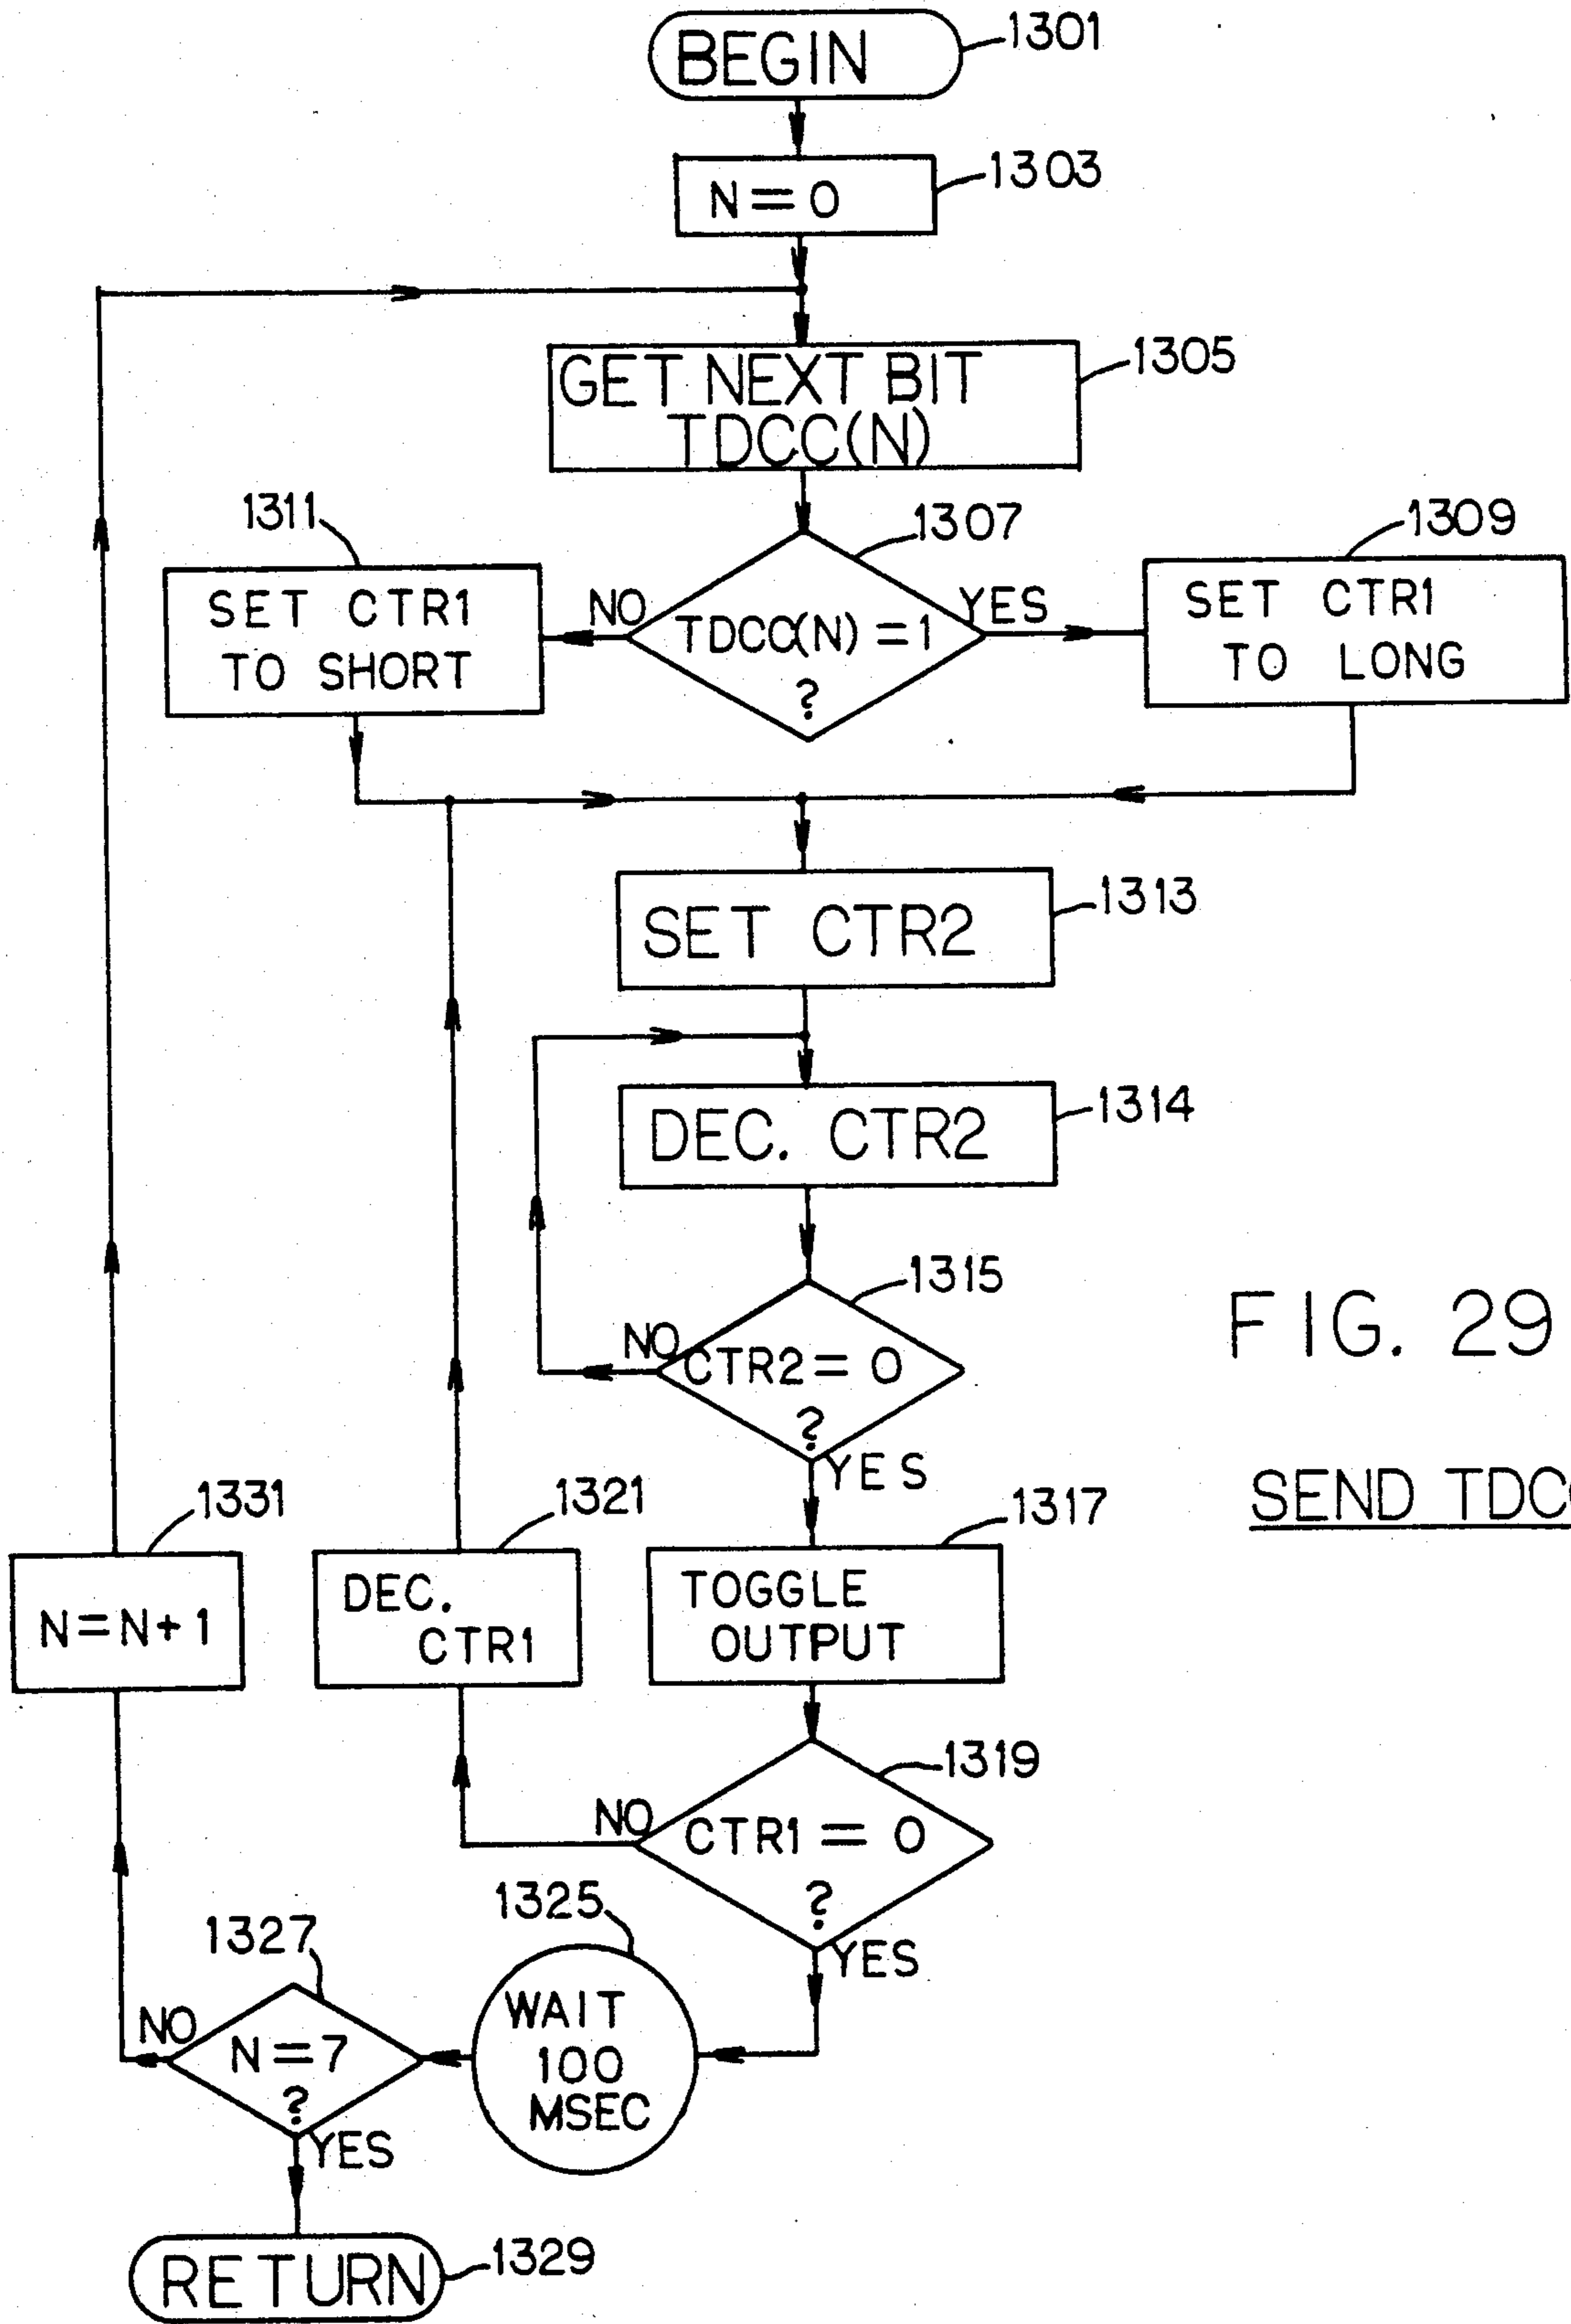 BEGIN
1301
N = 0
1303
GET NEXT BIT
TDCC(N)
1305
1311
SET CTR1
TO SHORT
NO
1307
TDCC(N) = 1
?
YES
1309
SET CTR1
TO LONG
SET CTR2
1313
DEC. CTR2
1314
1315
NO
CTR2 = 0
?
YES
FIG. 29
SEND
1331
N = N + 1
1321
DEC.
CTR1
1317
TOGGLE
OUTPUT
1319
NO
CTR1 = 0
?
YES
1325
WAIT
100
MSEC
1327
NO
N = 7
?
YES
RETURN
1329